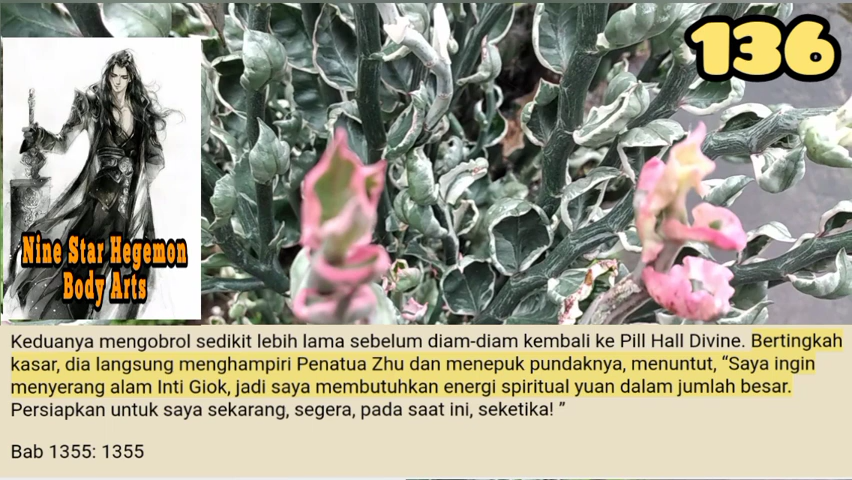 136
Nine Star Hegemon
Body Arts
Keduanya mengobrol sedikit lebih lama sebelum diam-diam kembali ke Pill Hall Divine. Bertingkah
kasar, dia langsung menghampiri Penatua Zhu dan menepuk pundaknya, menuntut, “Saya ingin
menyerang alam Inti Giok, jadi saya membutuhkan energi spiritual yuan dalam jumlah besar.
Persiapkan untuk saya sekarang, segera, pada saat ini, seketika! ”
Bab 1355: 1355